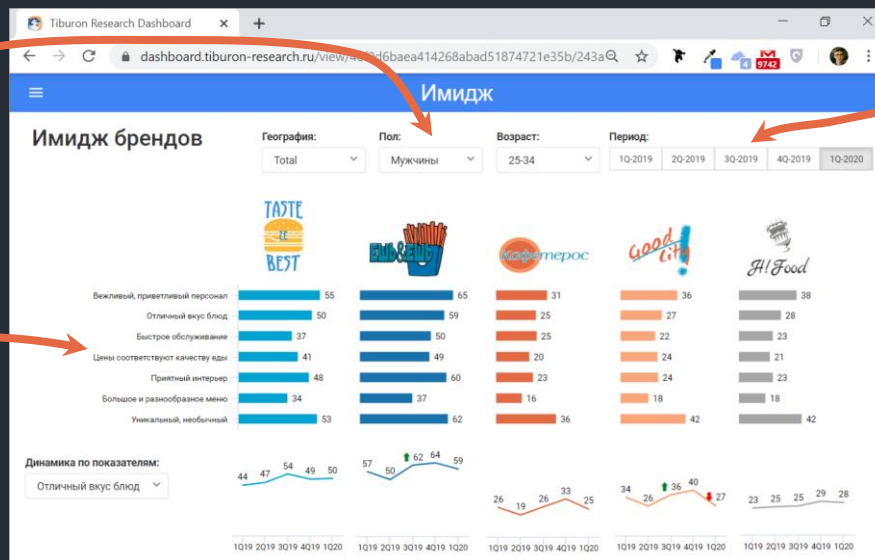 Tiburon Research Dashboard
dashboard.tiburon-research.ru/view/
4
9742
Имидж
Имидж брендов
География: Пол: Возраст: Период:
Total Мужчины 25-34 1Q-2019 2Q-2019 3Q-2019 4Q-2019 1Q-2020
TASTE
EE
BEST
ЕШЬ&ЕШЬ
Кофетерос
Good
City
H!Food
Вежливый, приветливый персонал 55 65 31 36 38
Отличный вкус блюд 50 59 25 27 28
Быстрое обслуживание 37 50 25 22 23
Цены соответствуют качеству еды 41 49 20 24 21
Приятный интерьер 48 60 23 24 23
Большое и разнообразное меню 34 37 16 18 18
Уникальный, необычный 53 62 36 42 42
Динамика по показателям:
Отличный вкус блюд
44 47 54 49 50
57 50 62 64 59
26 19 26 33 25
34 26 36 40 27
23 25 25 29 28
1Q19 2Q19 3Q19 4Q19 1Q20 1Q19 2Q19 3Q19 4Q19 1Q20 1Q19 2Q19 3Q19 4Q19 1Q20 1Q19 2Q19 3Q19 4Q19 1Q20 1Q19 2Q19 3Q19 4Q19 1Q20